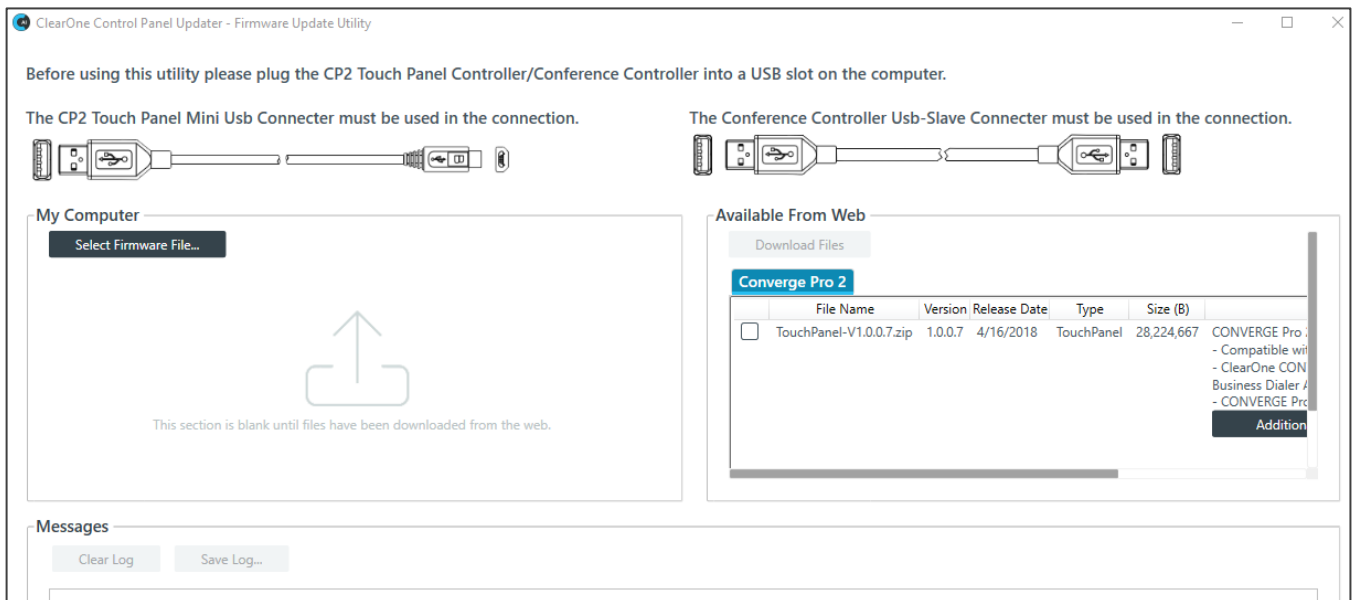 ClearOne Control Panel Updater - Firmware Update Utility
Before using this utility please plug the CP2 Touch Panel Controller/Conference Controller into a USB slot on the computer.
The CP2 Touch Panel Mini Usb Connecter must be used in the connection.
The Conference Controller Usb-Slave Connecter must be used in the connection.
My Computer
Select Firmware File...
This section is blank until files have been downloaded from the web.
Available From Web
Download Files
Converge Pro 2
File Name Version Release Date Type Size (B)
TouchPanel-V1.0.0.7.zip 1.0.0.7 4/16/2018 TouchPanel 28,224,667 CONVERGE Pro
- Compatible wit
- ClearOne CON
Business Dialer
- CONVERGE Pro
Addition
Messages
Clear Log Save Log...